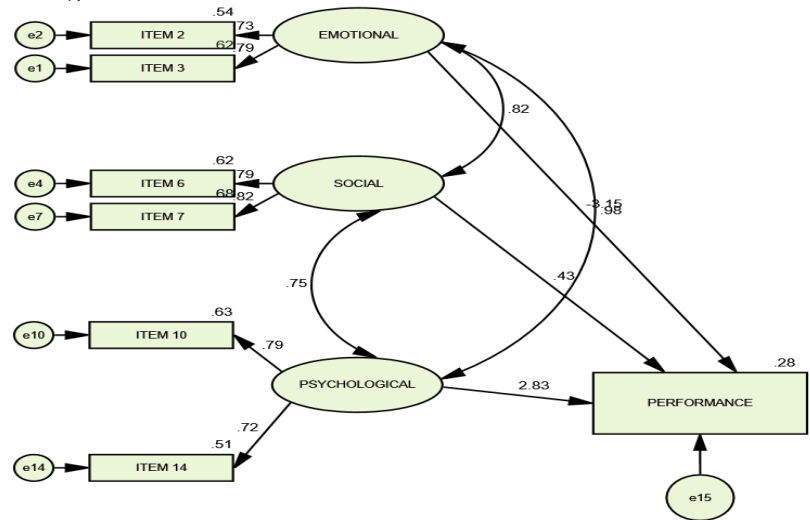 .54
e2
ITEM 2
.73
EMOTIONAL
.62
.79
e1
ITEM 3
.82
.62
e4
ITEM 6
.79
SOCIAL
.68
.82
e7
ITEM 7
-3.15
.98
.75
.43
.63
e10
ITEM 10
.79
.28
PSYCHOLOGICAL
2.83
PERFORMANCE
.72
.51
e14
ITEM 14
e15